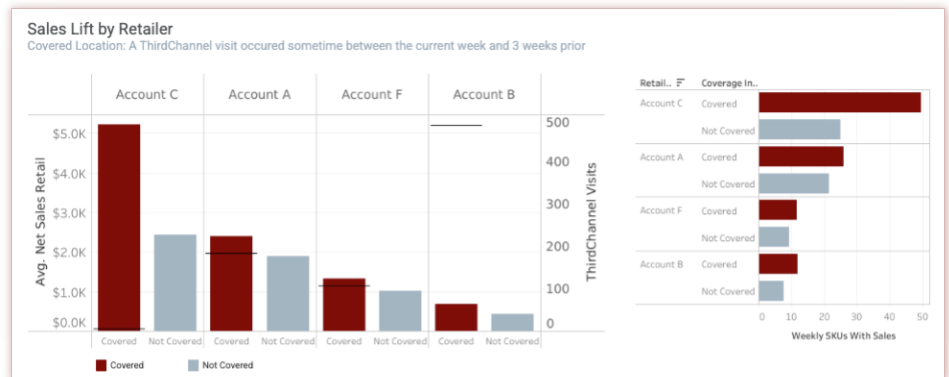 Sales Lift by Retailer
Covered Location: A ThirdChannel visit occured sometime between the current week and 3 weeks prior
Account C Account A Account F Account B
$5.0K
$4.0K
$3.0K
$2.0K
$1.0K
$0.0K
Avg. Net Sales Retail
500
400
300
200
100
0
ThirdChannel Visits
Covered Not Covered Covered Not Covered Covered Not Covered Covered Not Covered
Covered Not Covered
Retail.. Coverage In..
Account C Covered
Not Covered
Account A Covered
Not Covered
Account F Covered
Not Covered
Account B Covered
Not Covered
0 10 20 30 40 50
Weekly SKUs With Sales